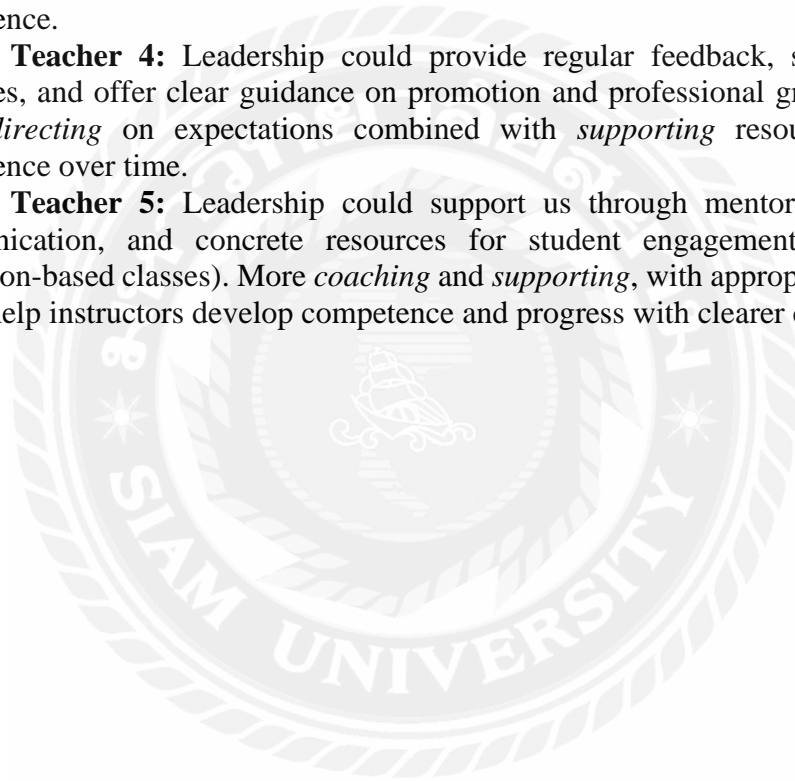 ence.
Teacher 4: Leadership could provide regular feedback, s
es, and offer clear guidance on promotion and professional gr
directing on expectations combined with supporting resou
ence over time.
Teacher 5: Leadership could support us through mentor
nication, and concrete resources for student engagement
on-based classes). More coaching and supporting, with approp
help instructors develop competence and progress with clearer
SIAM UNIVERSITY